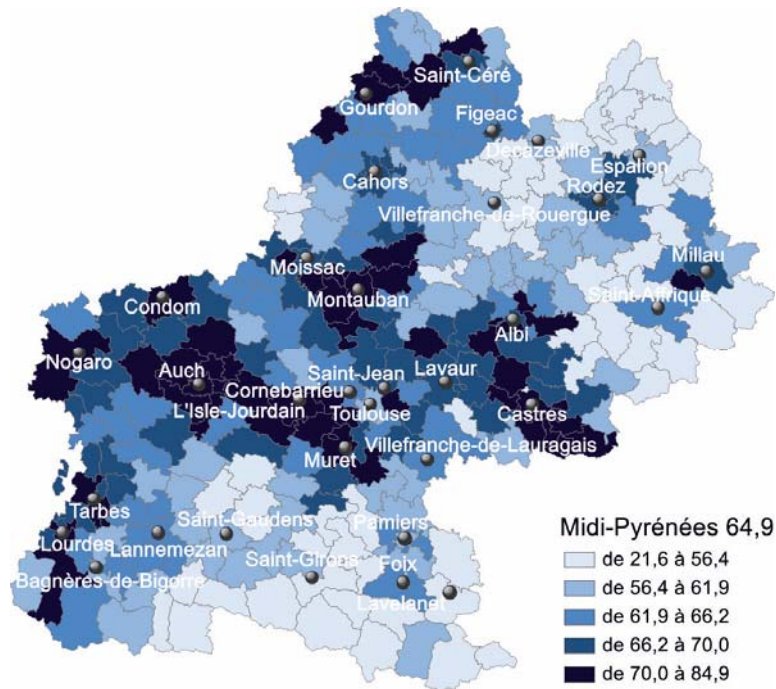 Saint-Céré
Gourdon
Figeac
Decazeville
Espalion
Cahors
Rodez
Villefranche-de-Rouergue
Moissac
Millau
Montauban
Saint-Affrique
Condom
Albi
Nogaro
Auch
Saint-Jean
Lavaur
Cornebarrieu
L'Isle-Jourdain
Toulouse
Castres
Muret
Villefranche-de-Lauragais
Tarbes
Saint-Gaudens
Pamiers
Lourdes
Lannemezan
Saint-Girons
Foix
Bagnères-de-Bigorre
Lavelanet
Midi-Pyrénées 64,9
de 21,6 à 56,4
de 56,4 à 61,9
de 61,9 à 66,2
de 66,2 à 70,0
de 70,0 à 84,9